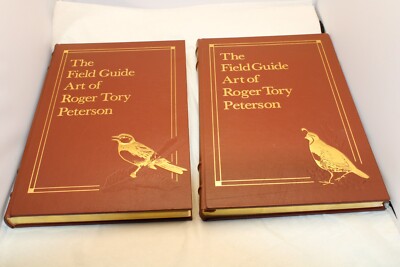 The
Field Guide
Art of
Roger Tory
Peterson
The
Field Guide
Art of
Roger Tory
Peterson